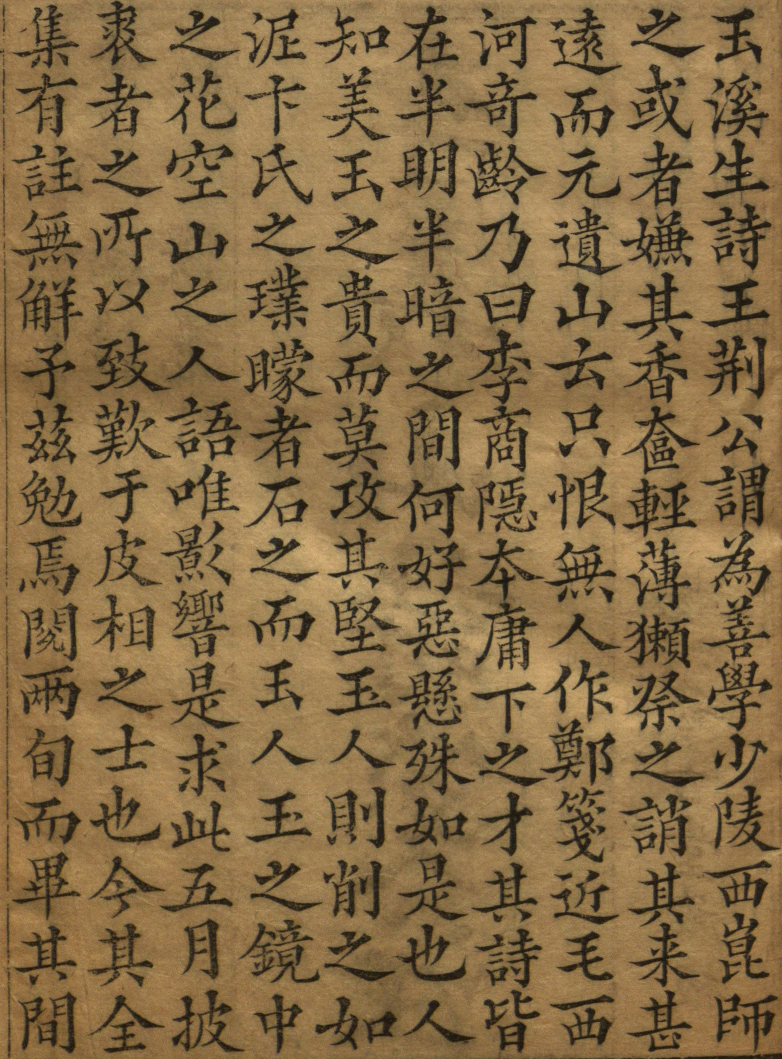 玉溪生詩王荆公謂為善學少陵西崑師
之或者嫌其香奩輕薄獺祭之誚其来甚
遠而元遺山云只恨無人作鄭箋近毛西
河竒齡乃曰李商隱夲庸下之才其詩皆
在半明半暗之間何好惡懸殊如是也人
知美玉之貴而莫攻其堅玉人則削之如
泥卞氏之璞矇者石之而玉人玉之鏡中
之花空山之人語唯影響是求此五月披
裘者之所以致歎于皮相之士也今其全
集有註無解予茲勉焉閱兩旬而畢其間